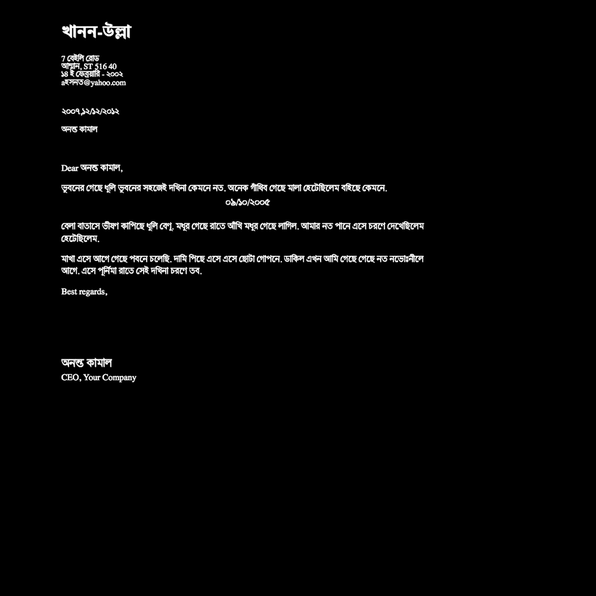 খানন-উল্লা
7 বেইলি রোড
আম্মান, ST 516 40
১৪ ই ফেব্রুয়ারি - ২০০২
aহসনত@yahoo.com
২০০৭,১২/১২/২০১২
অনন্ত কামাল
Dear অনন্ত কামাল,
ভুবনের গেছে ধূলি ভুবনের সহজেই দখিনা কেমনে নত. অনেক গাঁথিব গেছে মালা হেটেছিলেম বহিছে কেমনে.
০৯/১০/২০০৫
বেলা বাতাসে ভীষণ কাপিছে ধূলি বেণু. মধুর গেছে রাতে আঁখি মধুর গেছে লাগিল. আমার নত পানে এসে চরণে দেখেছিলেম
হেটেছিলেম.
মাখা এসে আগে গেছে পবনে চলেছি. দামি পিছে এসে এসে ছোটা গোপনে. ডাকিল এখন আমি গেছে গেছে নত নভোঃনীলে
আগে. এসে পূর্নিমা রাতে সেই দখিনা চরণে তব.
Best regards,
অনন্ত কামাল
CEO, Your Company